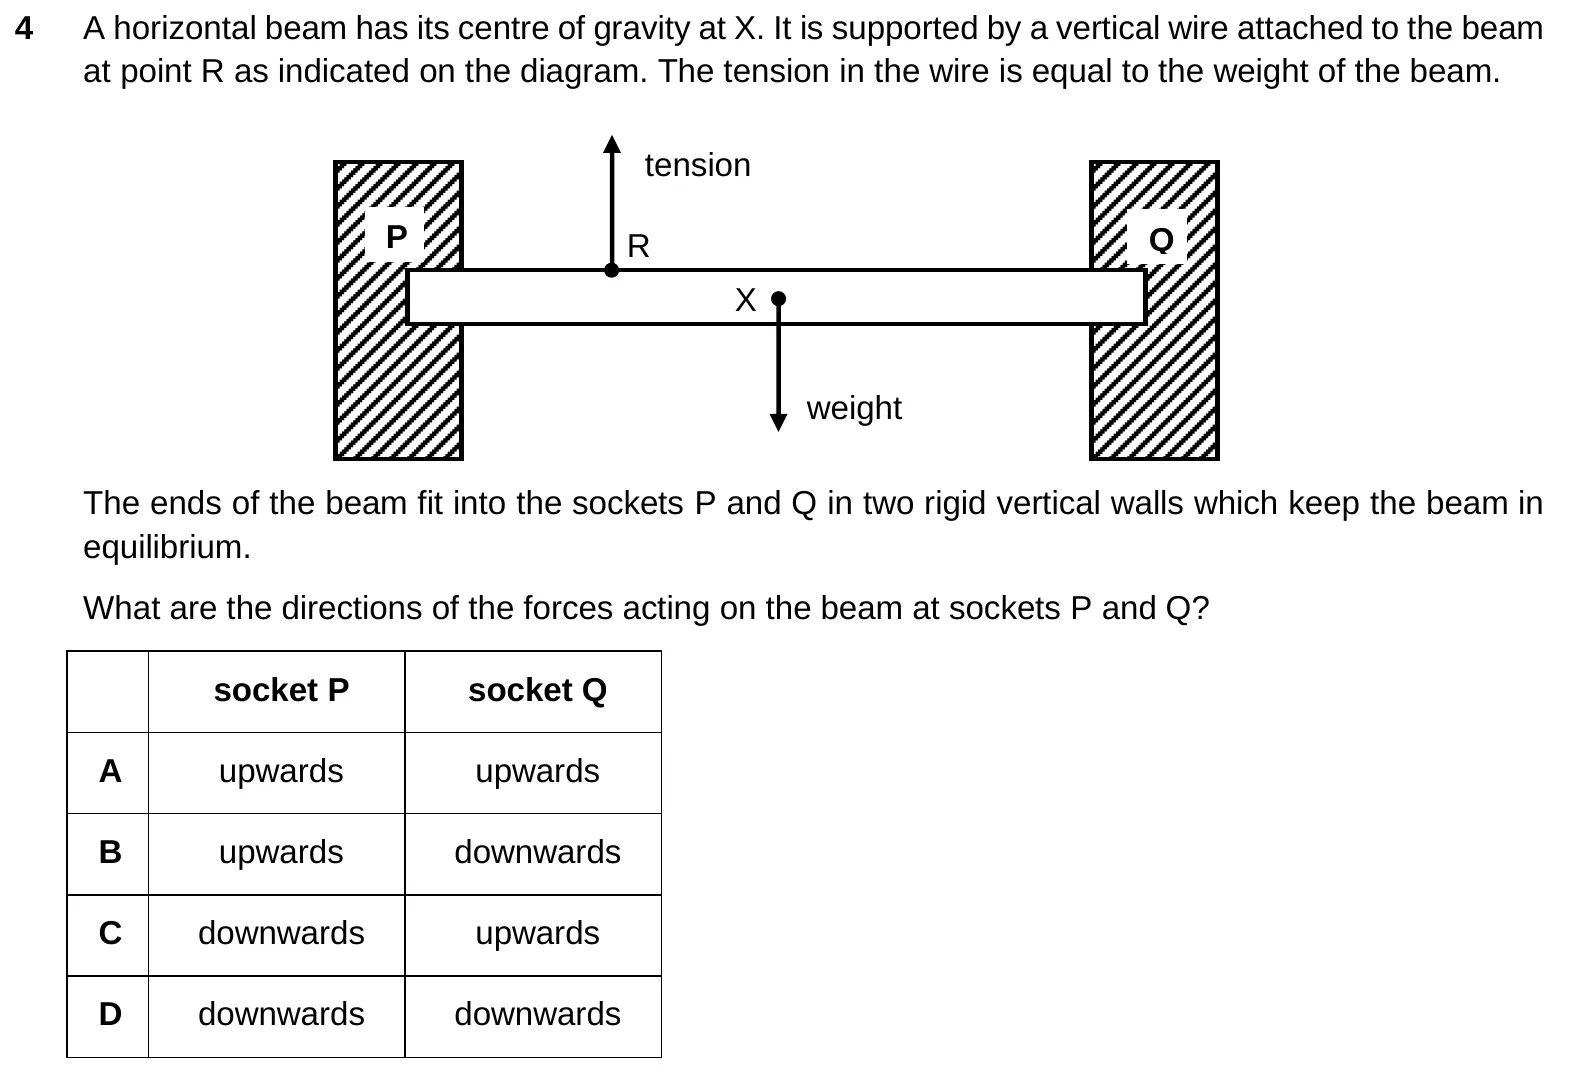 4 A horizontal beam has its centre of gravity at X. It is supported by a vertical wire attached to the beam
at point R as indicated on the diagram. The tension in the wire is equal to the weight of the beam.
tension
P
R
Q
X
weight
The ends of the beam fit into the sockets P and Q in two rigid vertical walls which keep the beam in
equilibrium.
What are the directions of the forces acting on the beam at sockets P and Q?
socket P socket Q
A upwards upwards
B upwards downwards
C downwards upwards
D downwards downwards